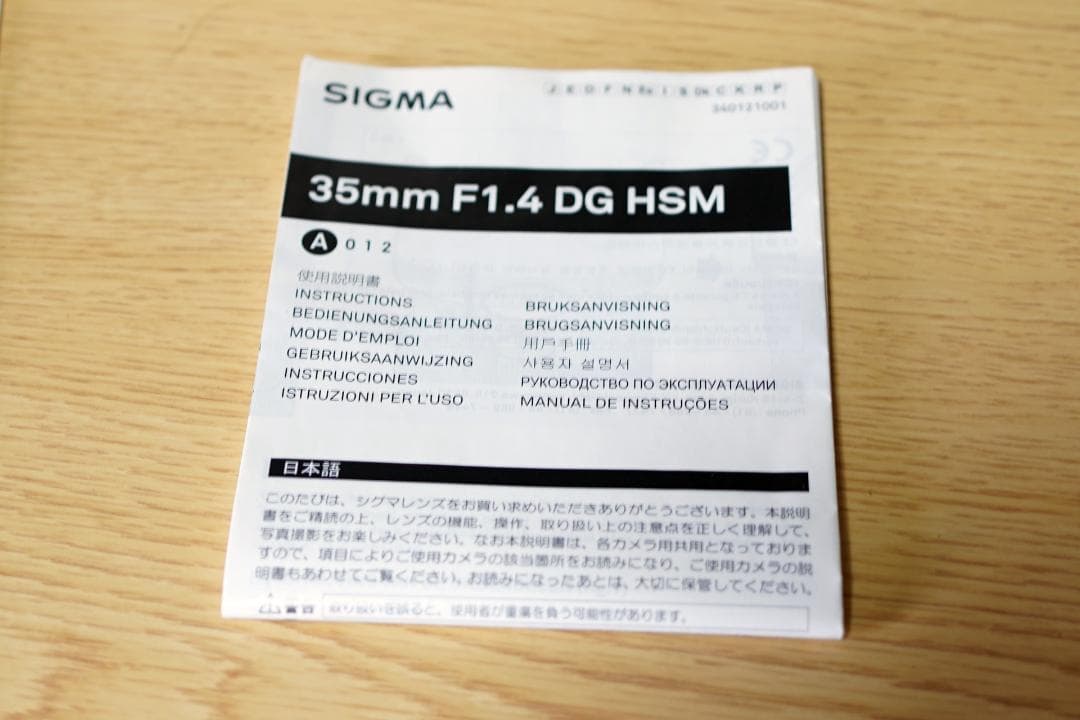 SIGMA
J E D F N Es I S Dk C K R P
340121001
CE
35mm F1.4 DG HSM
A 012
使用説明書
INSTRUCTIONS
BEDIENUNGSANLEITUNG
MODE D'EMPLOI
GEBRUIKSAANWIJZING
INSTRUCCIONES
ISTRUZIONI PER L'USO
BRUKSANVISNING
BRUGSANVISNING
用戶手冊
사용자 설명서
РУКОВОДСТВО ПО ЭКСПЛУАТАЦИИ
MANUAL DE INSTRUÇÕES
日本語
このたびは、シグマレンズをお買い求めいただきありがとうございます。本説明
書をご精読の上、レンズの機能、操作、取り扱い上の注意点を正しく理解して、
写真撮影をお楽しみください。なお本説明書は、各カメラ用共用となっておりま
すので、項目によりご使用カメラの該当箇所をお読みになり、ご使用カメラの説
明書もあわせてご覧ください。お読みになったあとは、大切に保管してください。
警告 取り扱いを誤ると、使用者が重傷を負う可能性があります。